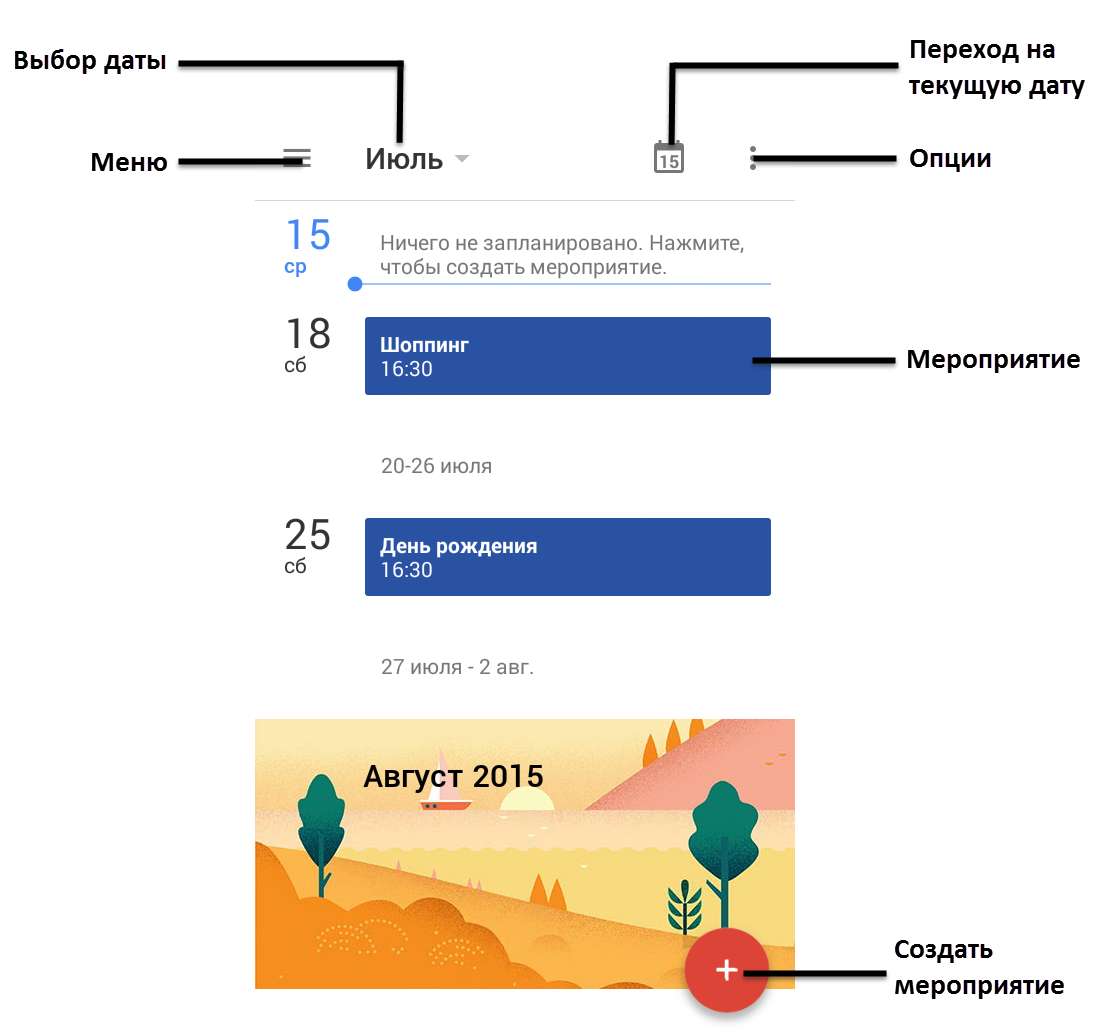 Выбор даты
Переход на
текущую дату
Меню
Июль
15
Опции
15
ср
Ничего не запланировано. Нажмите,
чтобы создать мероприятие.
18
сб
Шоппинг
16:30
Мероприятие
20-26 июля
25
сб
День рождения
16:30
27 июля - 2 авг.
Август 2015
Создать
мероприятие